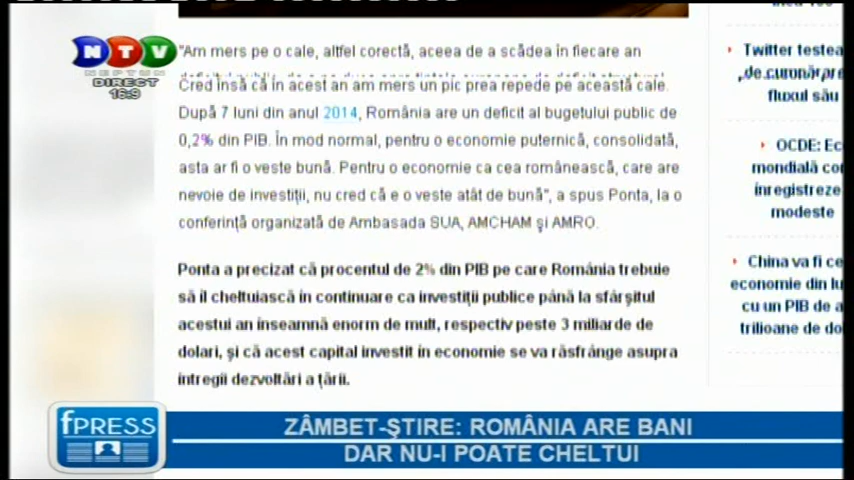 NTV
NEPTUN
DIRECT
16:9
"Am mers pe o cale, altfel corectă, aceea de a scădea în fiecare an
Cred însă că în acest an am mers un pic prea repede pe această cale.
După 7 luni din anul 2014, România are un deficit al bugetului public de
0,2% din PIB. În mod normal, pentru o economie puternică, consolidată,
asta ar fi o veste bună. Pentru o economie ca cea românească, care are
nevoie de investiții, nu cred că e o veste atât de bună", a spus Ponta, la o
conferință organizată de Ambasada SUA, AMCHAM și AMRO.
Ponta a precizat că procentul de 2% din PIB pe care România trebuie
să îl cheltuiască în continuare ca investiții publice până la sfârșitul
acestui an înseamnă enorm de mult, respectiv peste 3 miliarde de
dolari, și că acest capital investit în economie se va răsfrânge asupra
întregii dezvoltări a țării.
Twitter testea
fluxul său
OCDE: Ec
mondială
înregistreze
modeste
China va fi
economie din
cu un PIB de
trilioane de
fPRESS
ZÂMBET-ŞTIRE: ROMÂNIA ARE BANI
DAR NU-I POATE CHELTUI